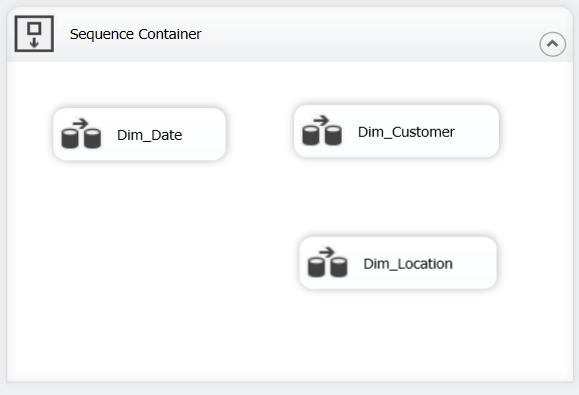 Sequence Container
Dim_Date
Dim_Customer
Dim_Location